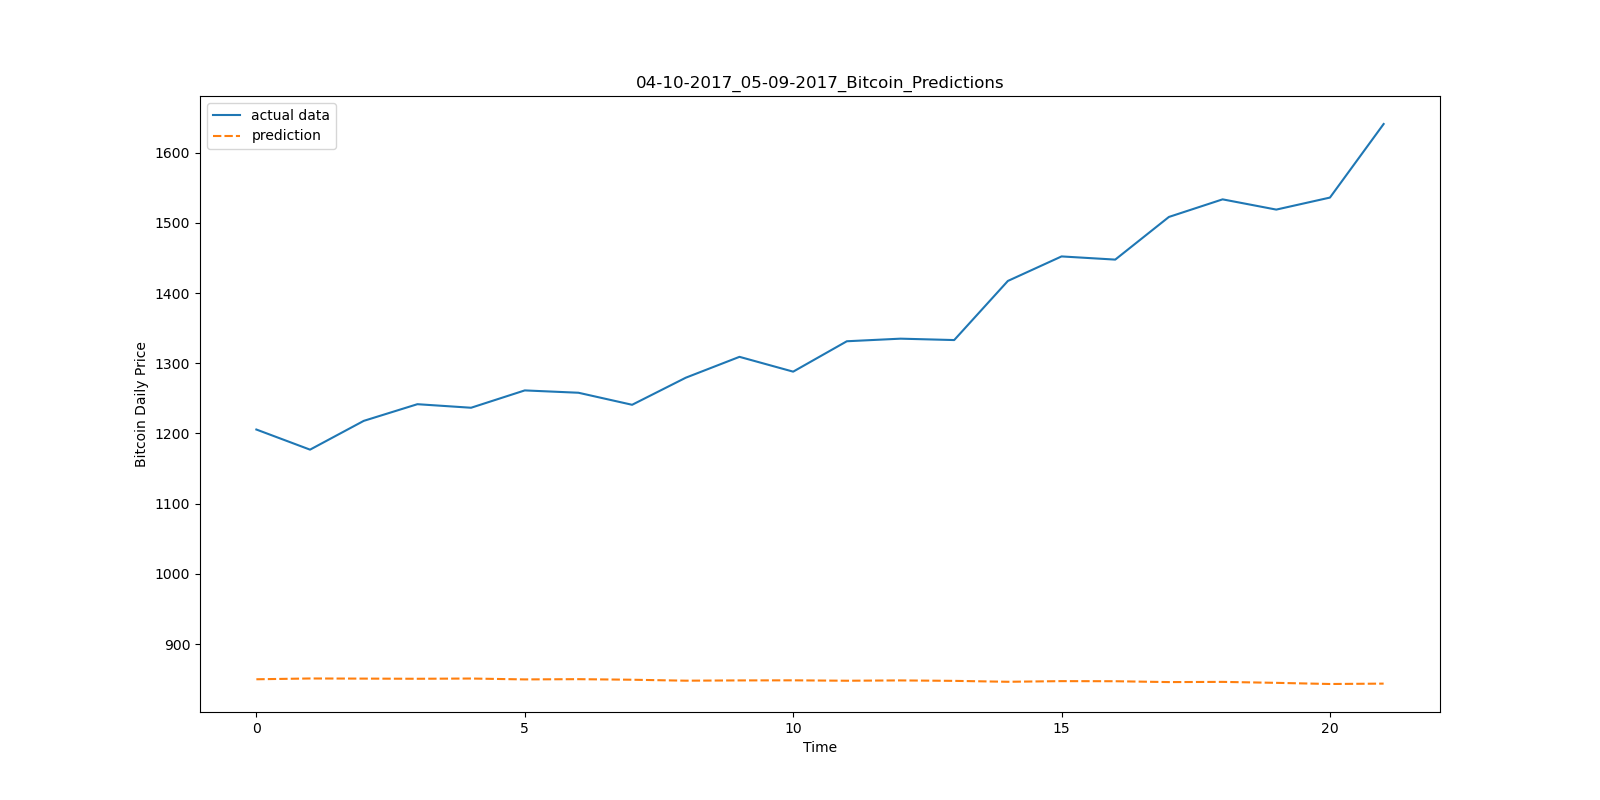 04-10-2017_05-09-2017_Bitcoin_Predictions
actual data
prediction
1600
1500
1400
1300
1200
1100
1000
900
Bitcoin Daily Price
0 5 10 15 20
Time